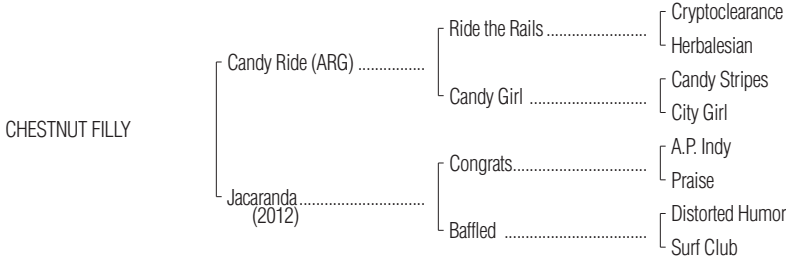 Cryptoclearance
Ride the Rails ..........................
Herbalesian
Candy Ride (ARG) .................
Candy Stripes
Candy Girl ..............................
City Girl
CHESTNUT FILLY
A.P. Indy
Congrats..................................
Praise
Jacaranda ................................
(2012)
Distorted Humor
Baffled ....................................
Surf Club